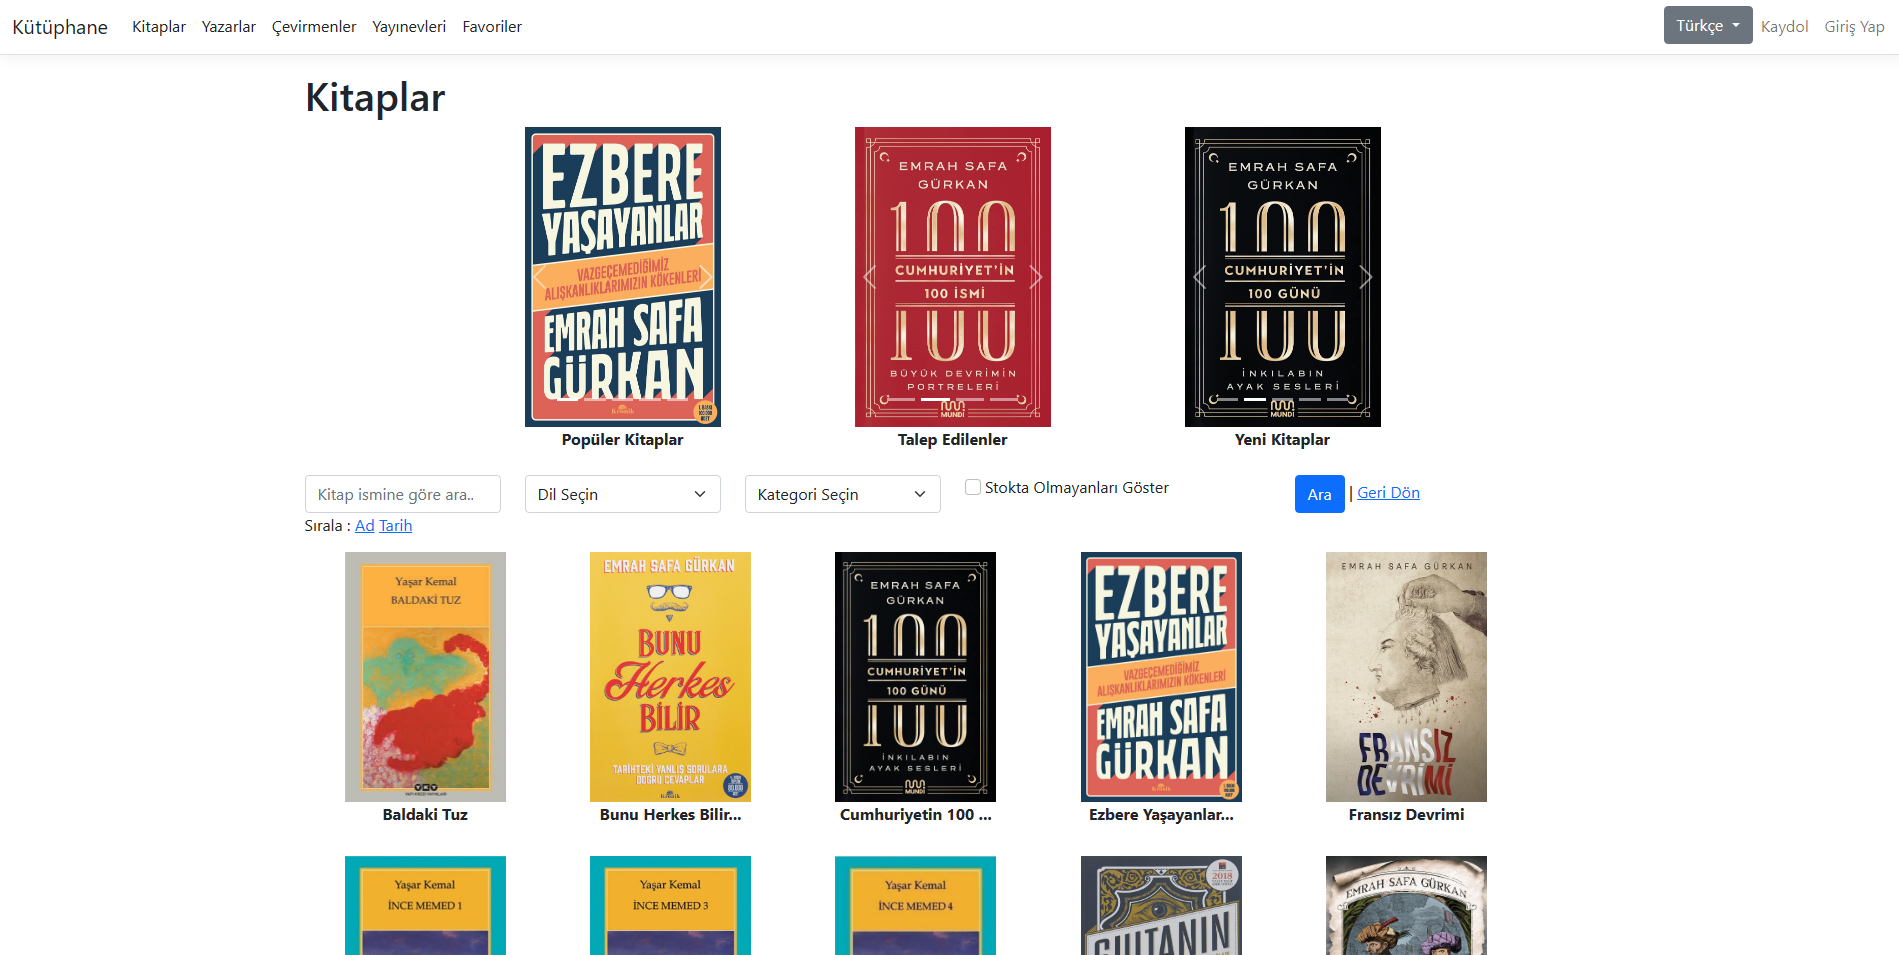 Kütüphane Kitaplar Yazarlar Çevirmenler Yayınevleri Favoriler Türkçe Kaydol Giriş Yap
Kitaplar
EZBERE
YAŞAYANLAR
VAZGEÇEMEDİĞİMİZ
ALIŞKANLIKLARIMIZIN KÖKENLERİ
EMRAH SAFA
GÜRKAN
Kronik
Popüler Kitaplar
EMRAH SAFA
GÜRKAN
100
CUMHURİYET'İN
100 İSMİ
100
BÜYÜK DEVRİMİN
PORTRELERİ
MUNDI
Talep Edilenler
EMRAH SAFA
GÜRKAN
100
CUMHURİYET'İN
100 GÜNÜ
100
İNKILABIN
AYAK SESLERİ
MUNDI
Yeni Kitaplar
Kitap ismine göre ara.. Dil Seçin Kategori Seçin Stokta Olmayanları Göster Ara | Geri Dön
Sırala : Ad Tarih
Yaşar Kemal
BALDAKİ TUZ
Baldaki Tuz
EMRAH SAFA GÜRKAN
BUNU
Herkes
BİLİR
TARİHTEKİ YANLIŞ SORULARA
DOĞRU CEVAPLAR
Kronik
Bunu Herkes Bilir...
EMRAH SAFA
GÜRKAN
100
CUMHURİYET'İN
100 GÜNÜ
100
İNKILABIN
AYAK SESLERİ
MUNDI
Cumhuriyetin 100 ...
EZBERE
YAŞAYANLAR
VAZGEÇEMEDİĞİMİZ
ALIŞKANLIKLARIMIZIN KÖKENLERİ
EMRAH SAFA
GÜRKAN
Kronik
Ezbere Yaşayanlar...
EMRAH SAFA GÜRKAN
FRANSIZ
DEVRİMİ
Fransız Devrimi
Yaşar Kemal
İNCE MEMED 1
Yaşar Kemal
İNCE MEMED 3
Yaşar Kemal
İNCE MEMED 4
2018
SULTANIN
EMRAH SAFA GÜRKAN